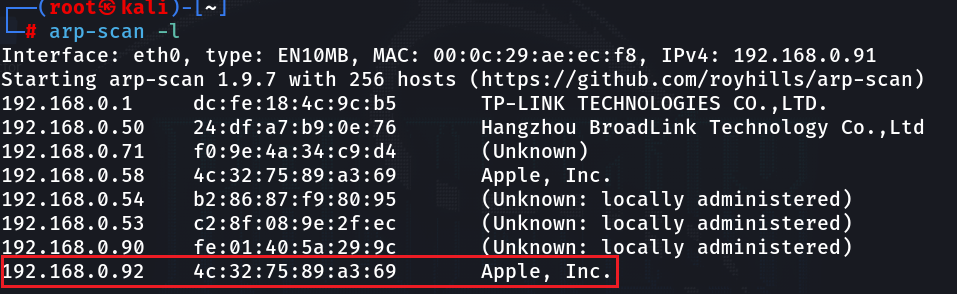 ──(root㉿kali)-[~]
└─# arp-scan -l
Interface: eth0, type: EN10MB, MAC: 00:0c:29:ae:ec:f8, IPv4: 192.168.0.91
Starting arp-scan 1.9.7 with 256 hosts (https://github.com/royhills/arp-scan)
192.168.0.1 dc:fe:18:4c:9c:b5 TP-LINK TECHNOLOGIES CO.,LTD.
192.168.0.50 24:df:a7:b9:0e:76 Hangzhou BroadLink Technology Co.,Ltd
192.168.0.71 f0:9e:4a:34:c9:d4 (Unknown)
192.168.0.58 4c:32:75:89:a3:69 Apple, Inc.
192.168.0.54 b2:86:87:f9:80:95 (Unknown: locally administered)
192.168.0.53 c2:8f:08:9e:2f:ec (Unknown: locally administered)
192.168.0.90 fe:01:40:5a:29:9c (Unknown: locally administered)
192.168.0.92 4c:32:75:89:a3:69 Apple, Inc.